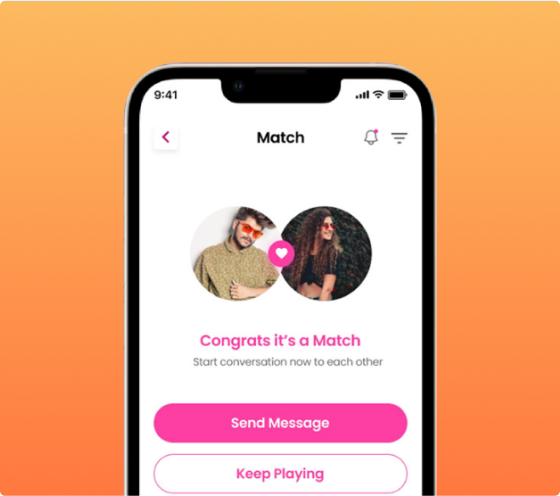 9:41
Match
Congrats it's a Match
Start conversation now to each other
Send Message
Keep Playing